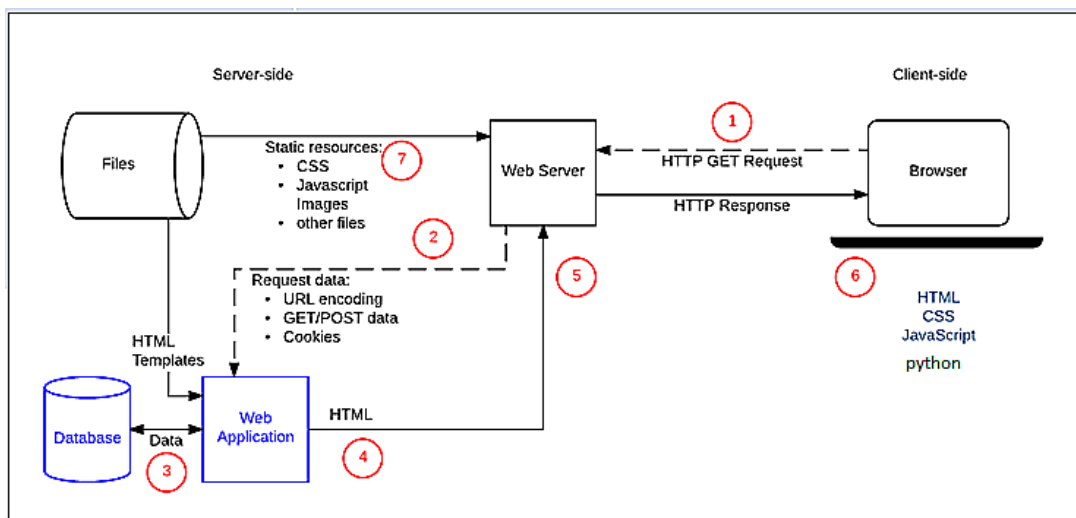 Server-side
Client-side
1
Files
Static resources:
• CSS
• Javascript
Images
• other files
7
Web Server
HTTP GET Request
Browser
HTTP Response
2
5
6
Request data:
• URL encoding
• GET/POST data
• Cookies
HTML
CSS
JavaScript
python
HTML
Templates
Database
Data
3
Web
Application
HTML
4